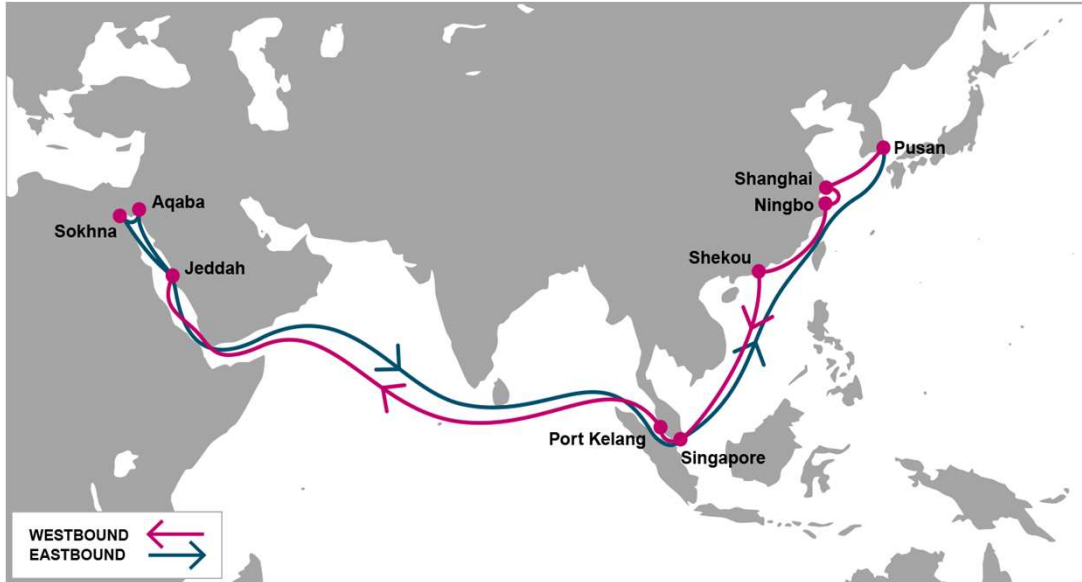 Pusan
Shanghai
Ningbo
Aqaba
Sokhna
Shekou
Jeddah
Port Kelang
Singapore
WESTBOUND
EASTBOUND